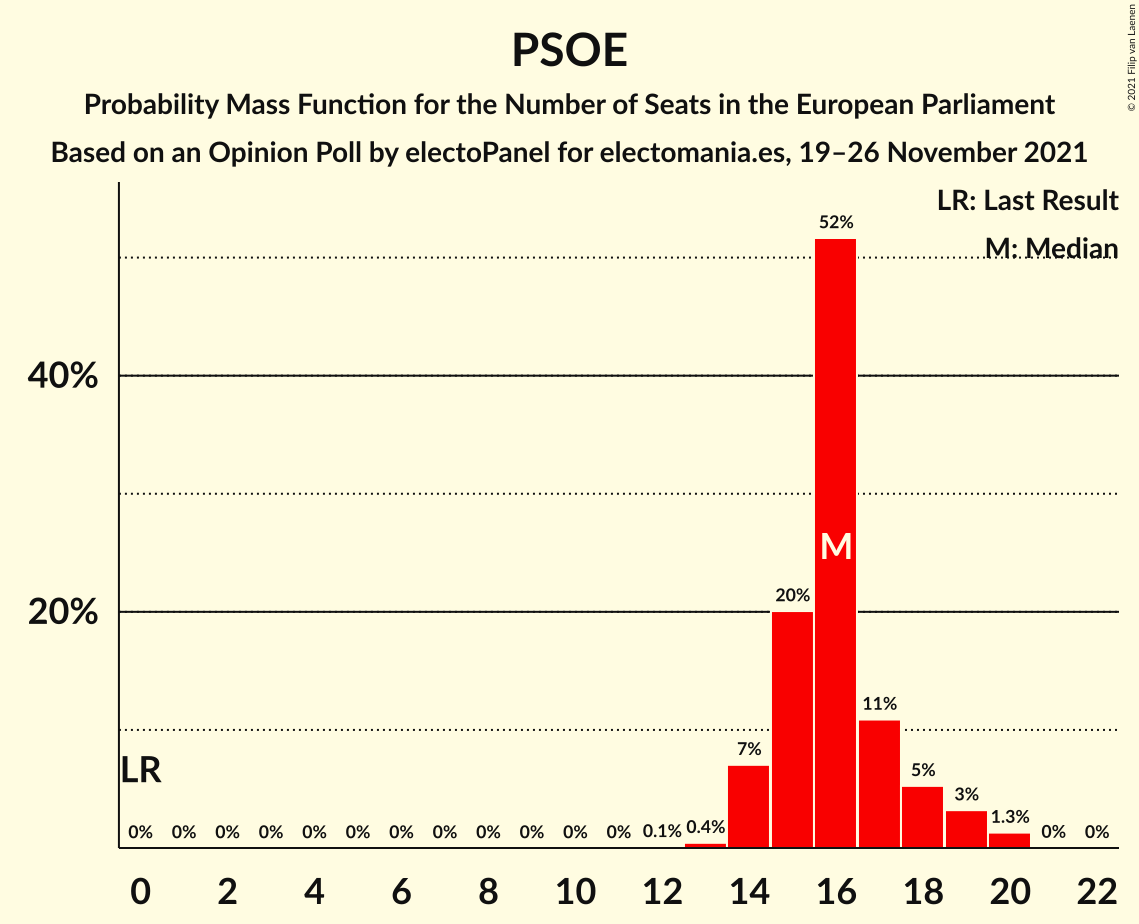 PSOE
Probability Mass Function for the Number of Seats in the European Parliament
Based on an Opinion Poll by electoPanel for electomania.es, 19–26 November 2021
© 2021 Filip van Laenen
LR: Last Result
M: Median
52%
40%
M
20%
20%
11%
7%
LR
5%
3%
0% 0% 0% 0% 0% 0% 0% 0% 0% 0% 0% 0% 0.1% 0.4% 1.3% 0% 0%
0 2 4 6 8 10 12 14 16 18 20 22